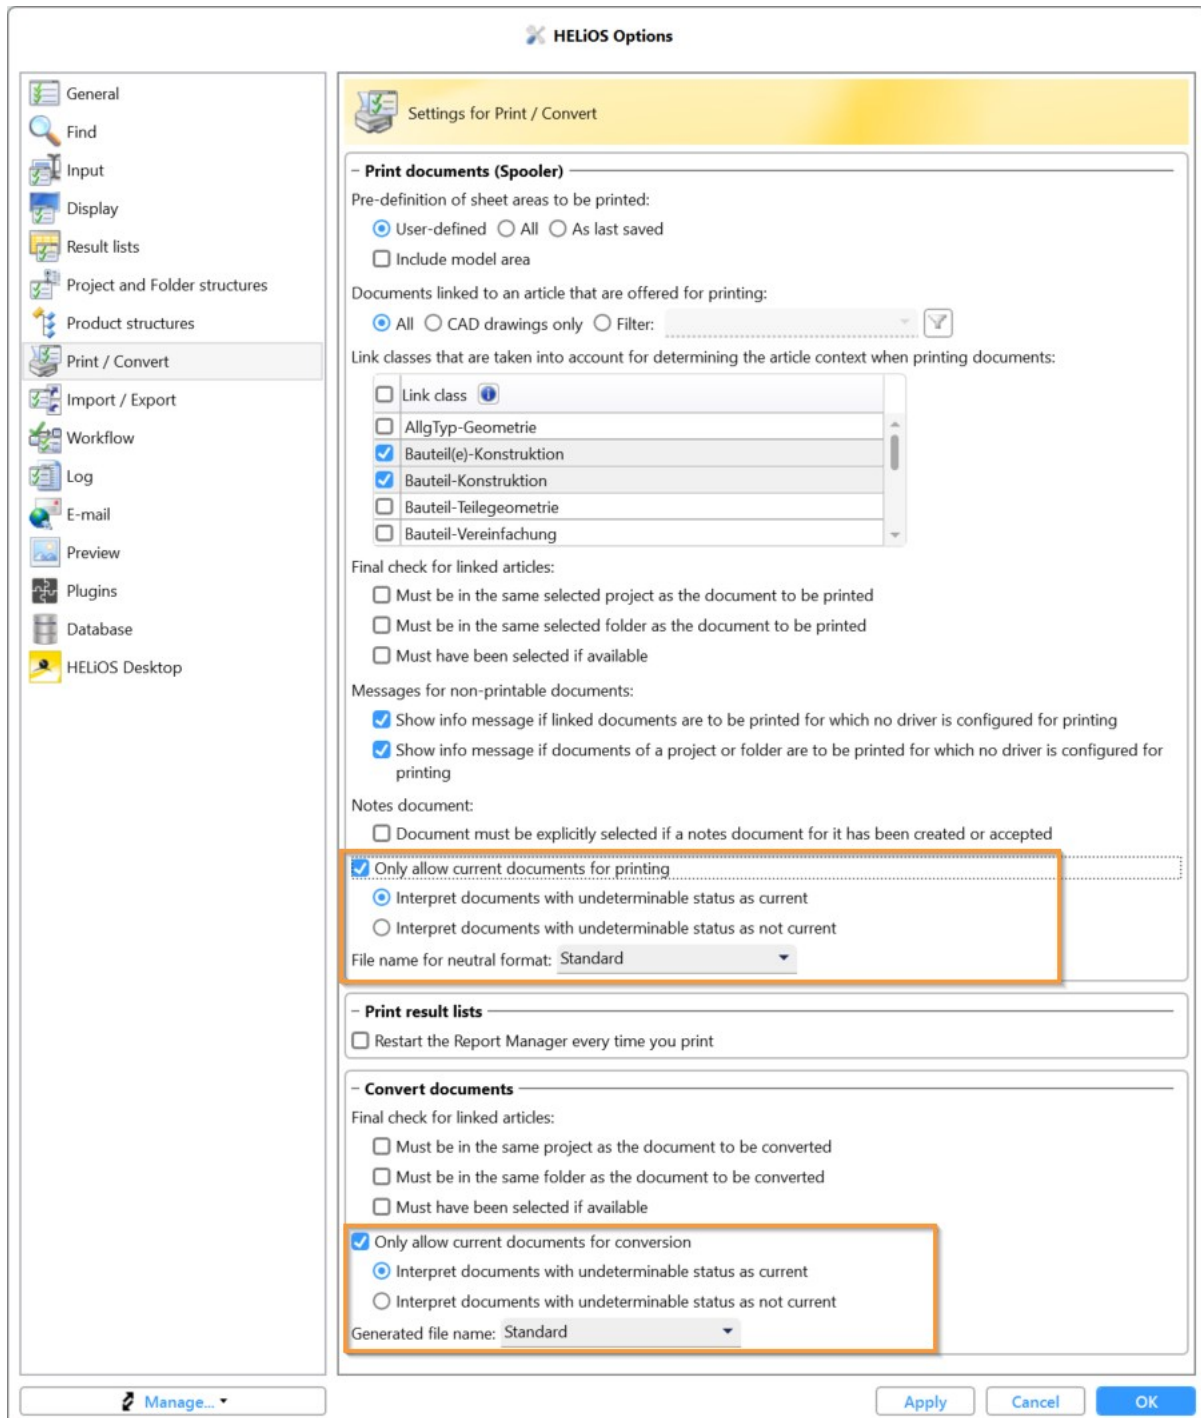 HELiOS Options
General
Find
Input
Display
Result lists
Project and Folder structures
Product structures
Print / Convert
Import / Export
Workflow
Log
E-mail
Preview
Plugins
Database
HELiOS Desktop
Manage...
Settings for Print / Convert
Print documents (Spooler)
Pre-definition of sheet areas to be printed:
User-defined All As last saved
Include model area
Documents linked to an article that are offered for printing:
All CAD drawings only Filter:
Link classes that are taken into account for determining the article context when printing documents:
Link class
AllgTyp-Geometrie
Bauteil(e)-Konstruktion
Bauteil-Konstruktion
Bauteil-Teilegeometrie
Bauteil-Vereinfachung
Final check for linked articles:
Must be in the same selected project as the document to be printed
Must be in the same selected folder as the document to be printed
Must have been selected if available
Messages for non-printable documents:
Show info message if linked documents are to be printed for which no driver is configured for printing
Show info message if documents of a project or folder are to be printed for which no driver is configured for
printing
Notes document:
Document must be explicitly selected if a notes document for it has been created or accepted
Only allow current documents for printing
Interpret documents with undeterminable status as current
Interpret documents with undeterminable status as not current
File name for neutral format: Standard
Print result lists
Restart the Report Manager every time you print
Convert documents
Final check for linked articles:
Must be in the same project as the document to be converted
Must be in the same folder as the document to be converted
Must have been selected if available
Only allow current documents for conversion
Interpret documents with undeterminable status as current
Interpret documents with undeterminable status as not current
Generated file name: Standard
Apply Cancel OK